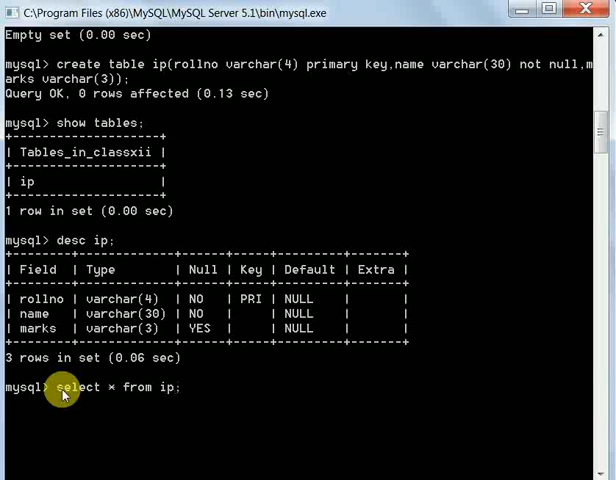 C:\Program Files (x86)\MySQL\MySQL Server 5.1\bin\mysql.exe
Empty set (0.00 sec)
mysql> create table ip(rollno varchar(4) primary key,name varchar(30) not null,m
arks varchar(3));
Query OK, 0 rows affected (0.13 sec)
mysql> show tables;
+-------------------+
| Tables_in_classxii |
+-------------------+
| ip |
+-------------------+
1 row in set (0.00 sec)
mysql> desc ip;
+--------+-------------+------+-----+---------+-------+
| Field | Type | Null | Key | Default | Extra |
+--------+-------------+------+-----+---------+-------+
| rollno | varchar(4) | NO | PRI | NULL | |
| name | varchar(30) | NO | | NULL | |
| marks | varchar(3) | YES | | NULL | |
+--------+-------------+------+-----+---------+-------+
3 rows in set (0.06 sec)
mysql> select * from ip;